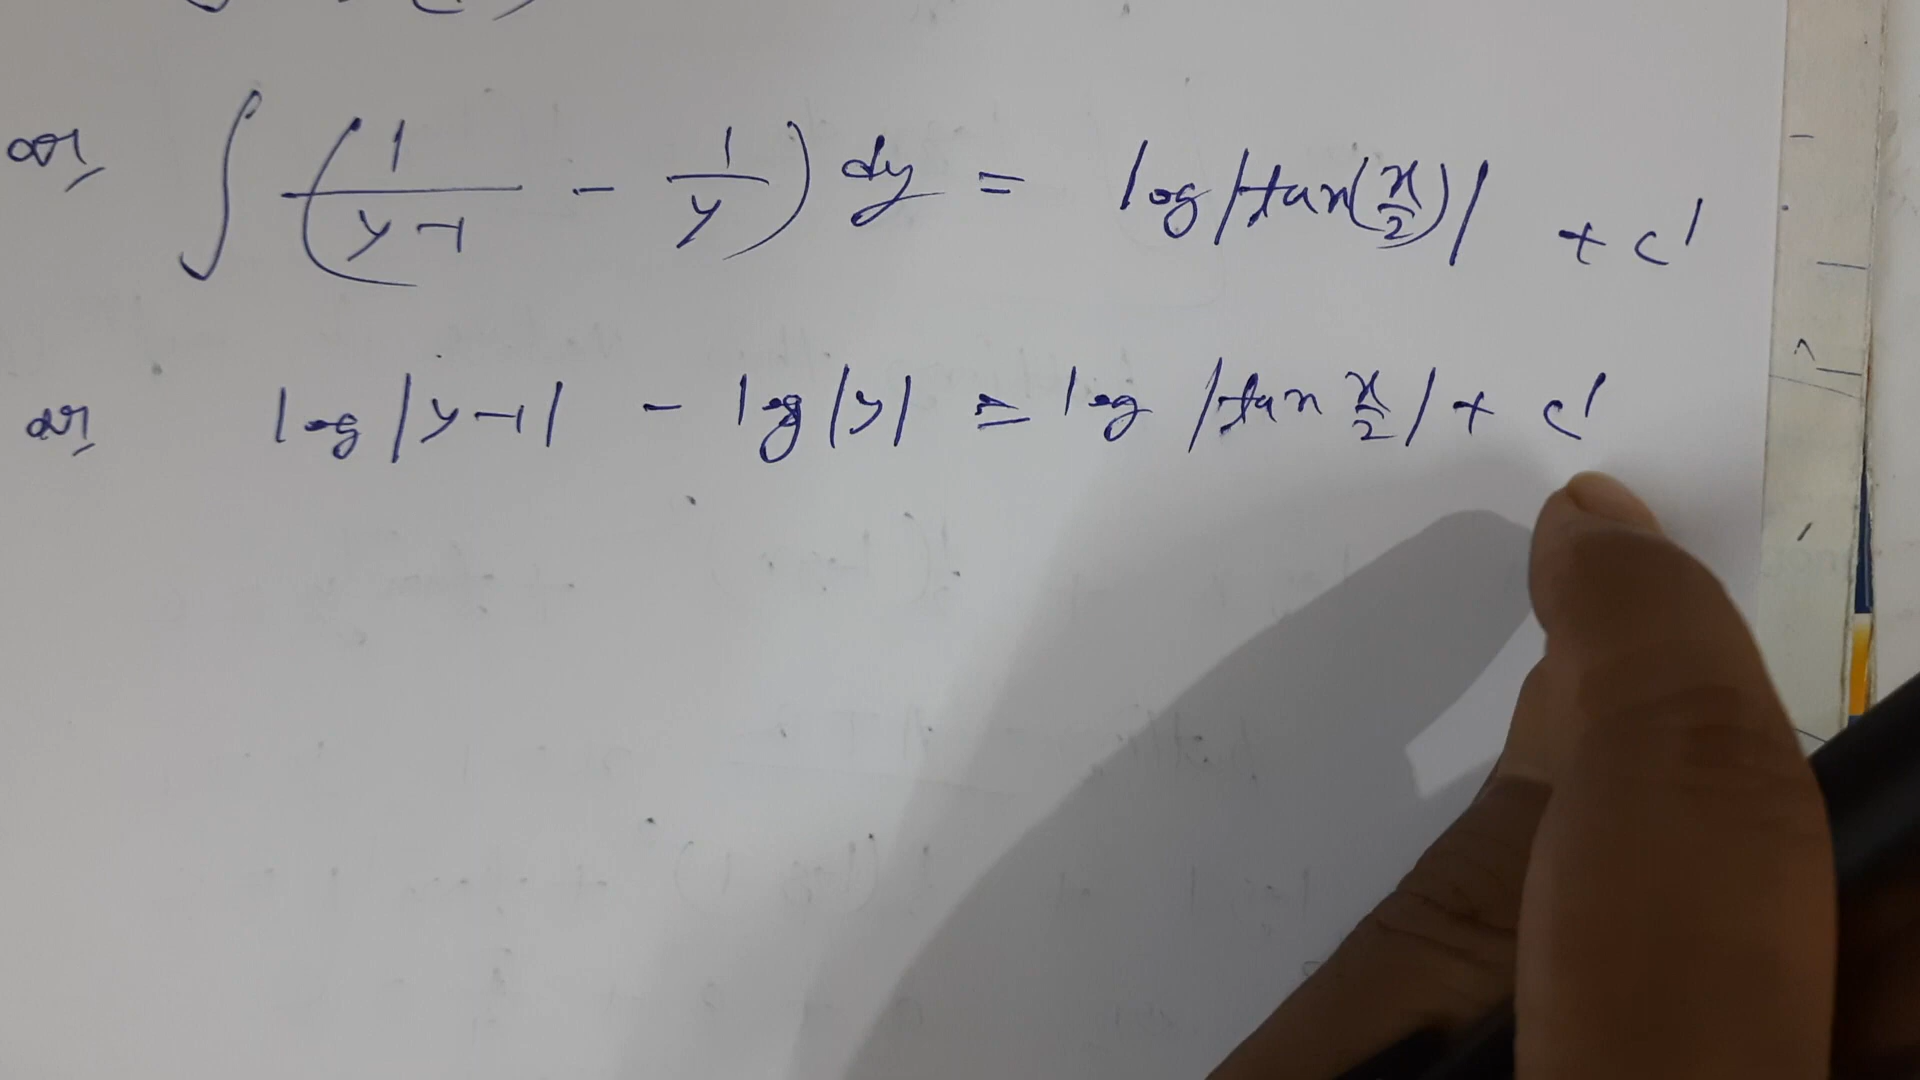 or, ∫ (1/(y-1) - 1/y) dy = log |tan(x/2)| + c'
or, log |y-1| - log |y| = log |tan x/2| + c'